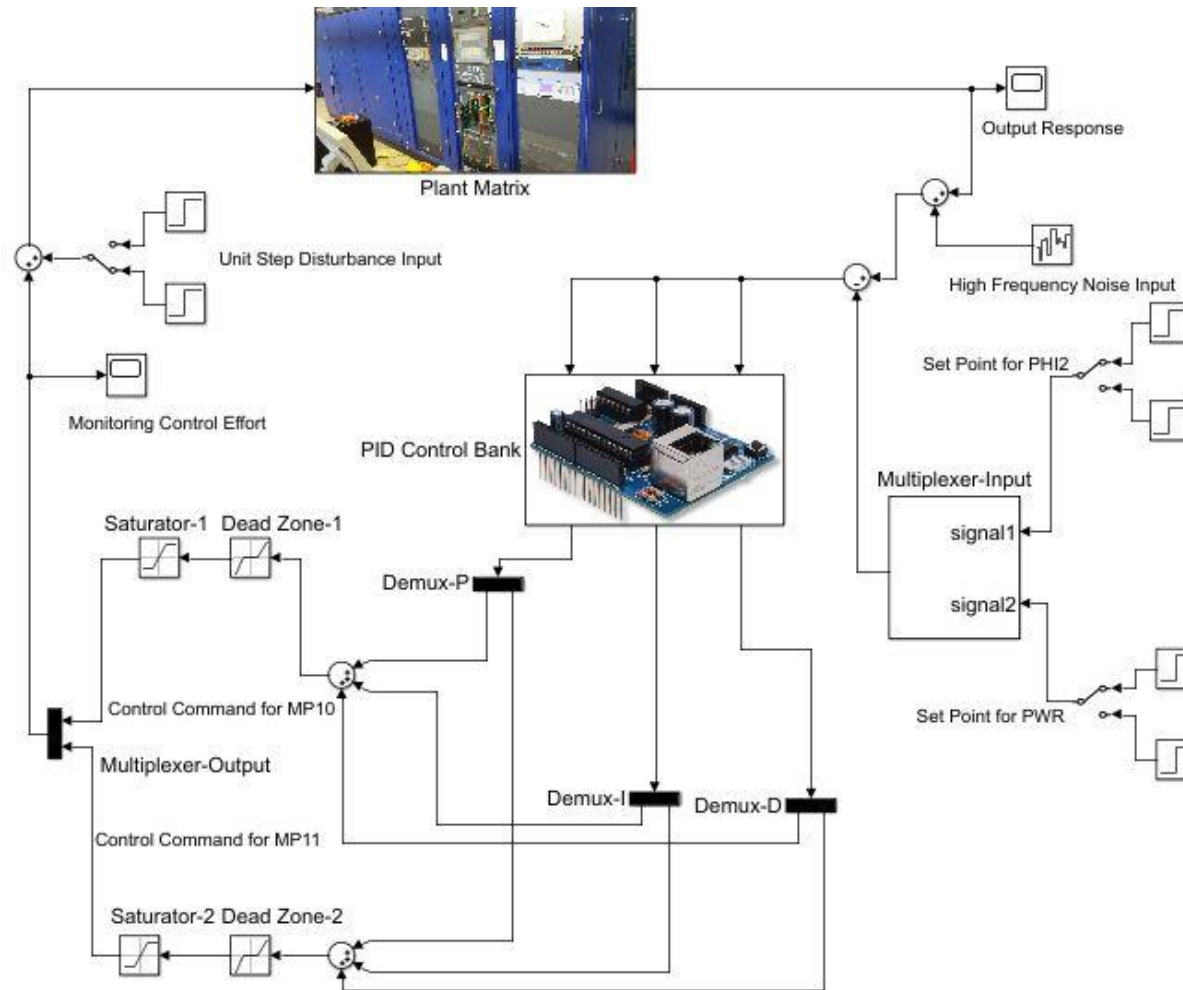 Plant Matrix
Output Response
Unit Step Disturbance Input
High Frequency Noise Input
Set Point for PHI2
Monitoring Control Effort
PID Control Bank
Multiplexer-Input
signal1
signal2
Saturator-1 Dead Zone-1
Demux-P
Control Command for MP10
Set Point for PWR
Multiplexer-Output
Demux-I
Demux-D
Control Command for MP11
Saturator-2 Dead Zone-2